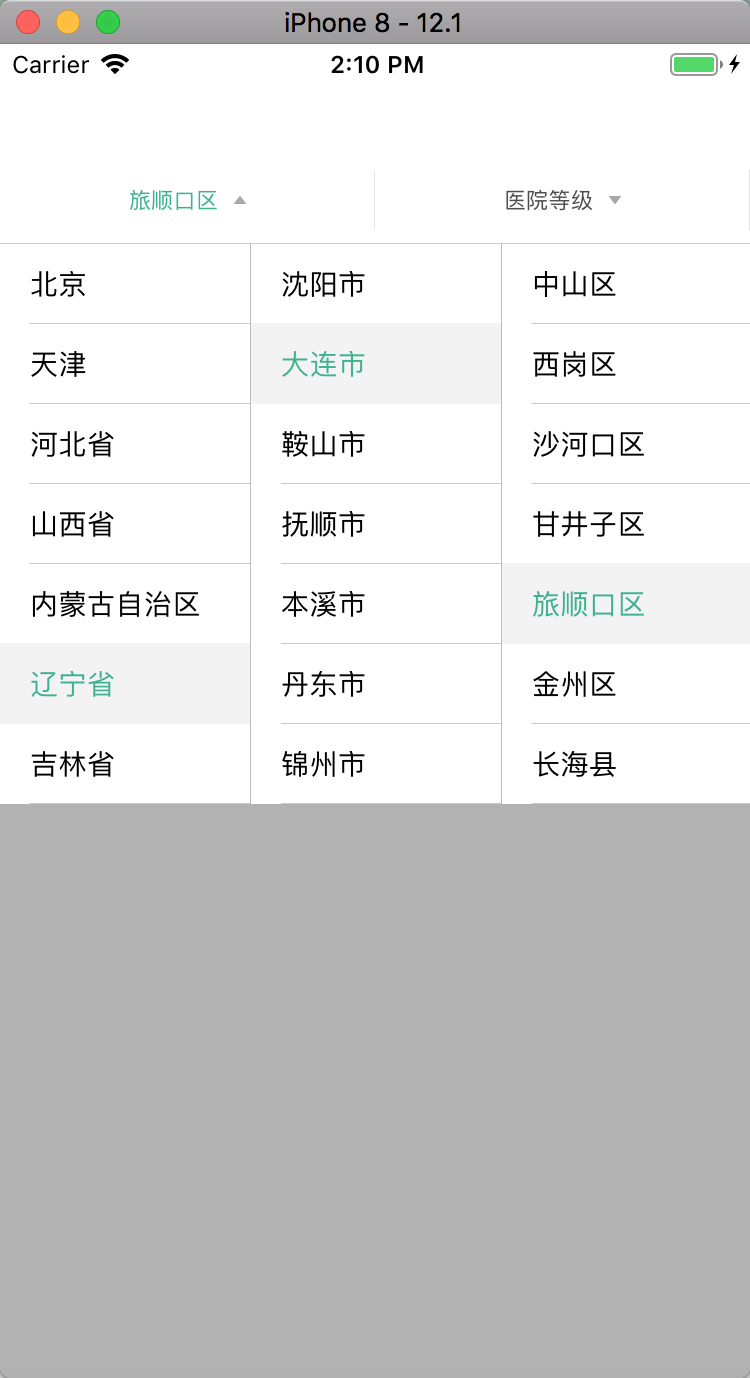 iPhone 8 - 12.1
Carrier 2:10 PM
旅顺口区 医院等级
北京 沈阳市 中山区
天津 大连市 西岗区
河北省 鞍山市 沙河口区
山西省 抚顺市 甘井子区
内蒙古自治区 本溪市 旅顺口区
辽宁省 丹东市 金州区
吉林省 锦州市 长海县